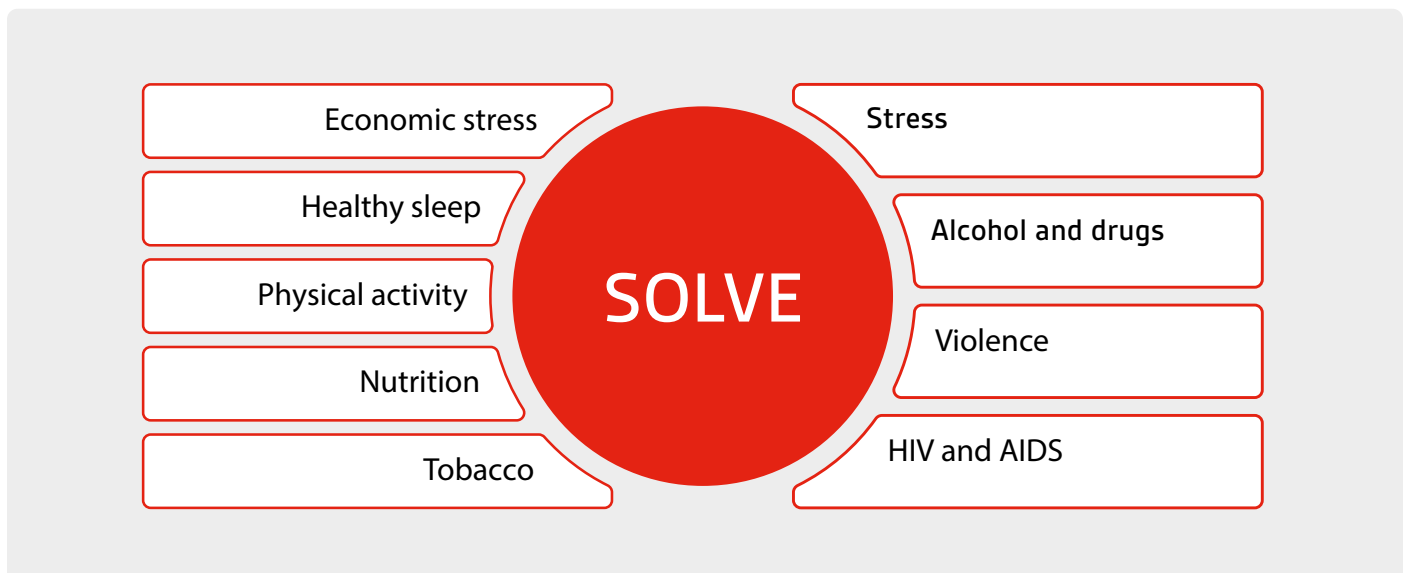 Economic stress
Healthy sleep
Physical activity
Nutrition
Tobacco
SOLVE
Stress
Alcohol and drugs
Violence
HIV and AIDS